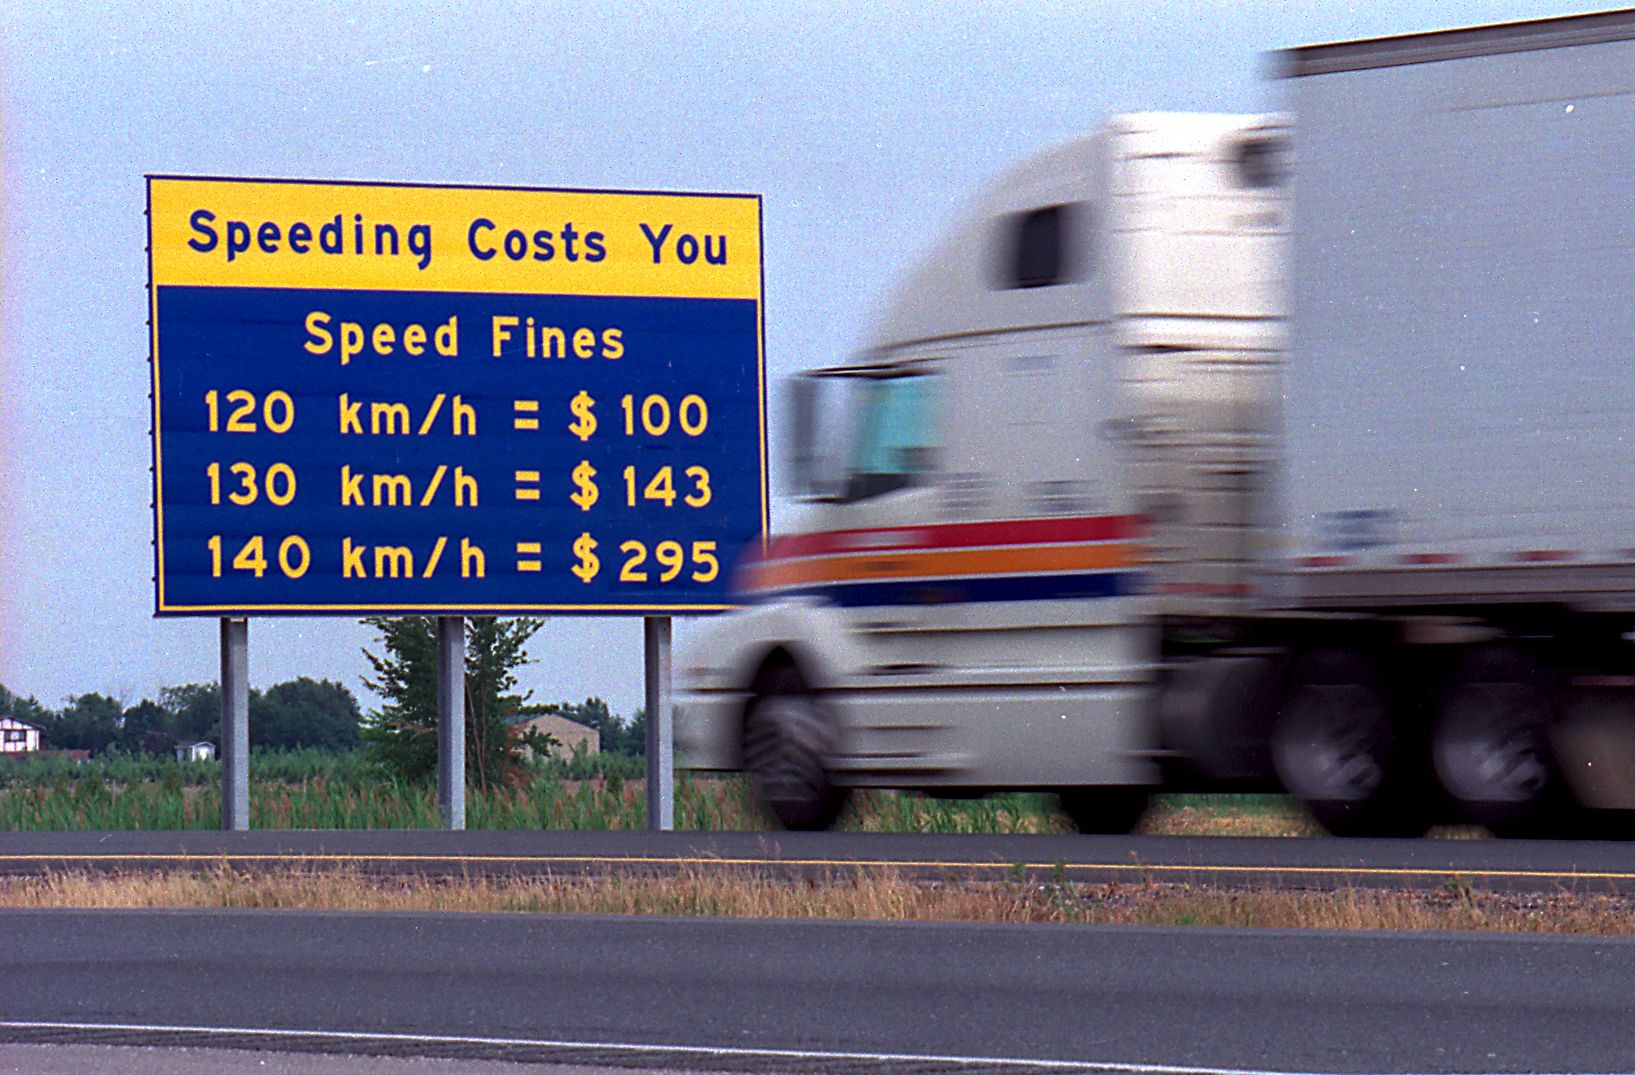 Speeding Costs You
Speed Fines
120 km/h = $ 100
130 km/h = $ 143
140 km/h = $ 295